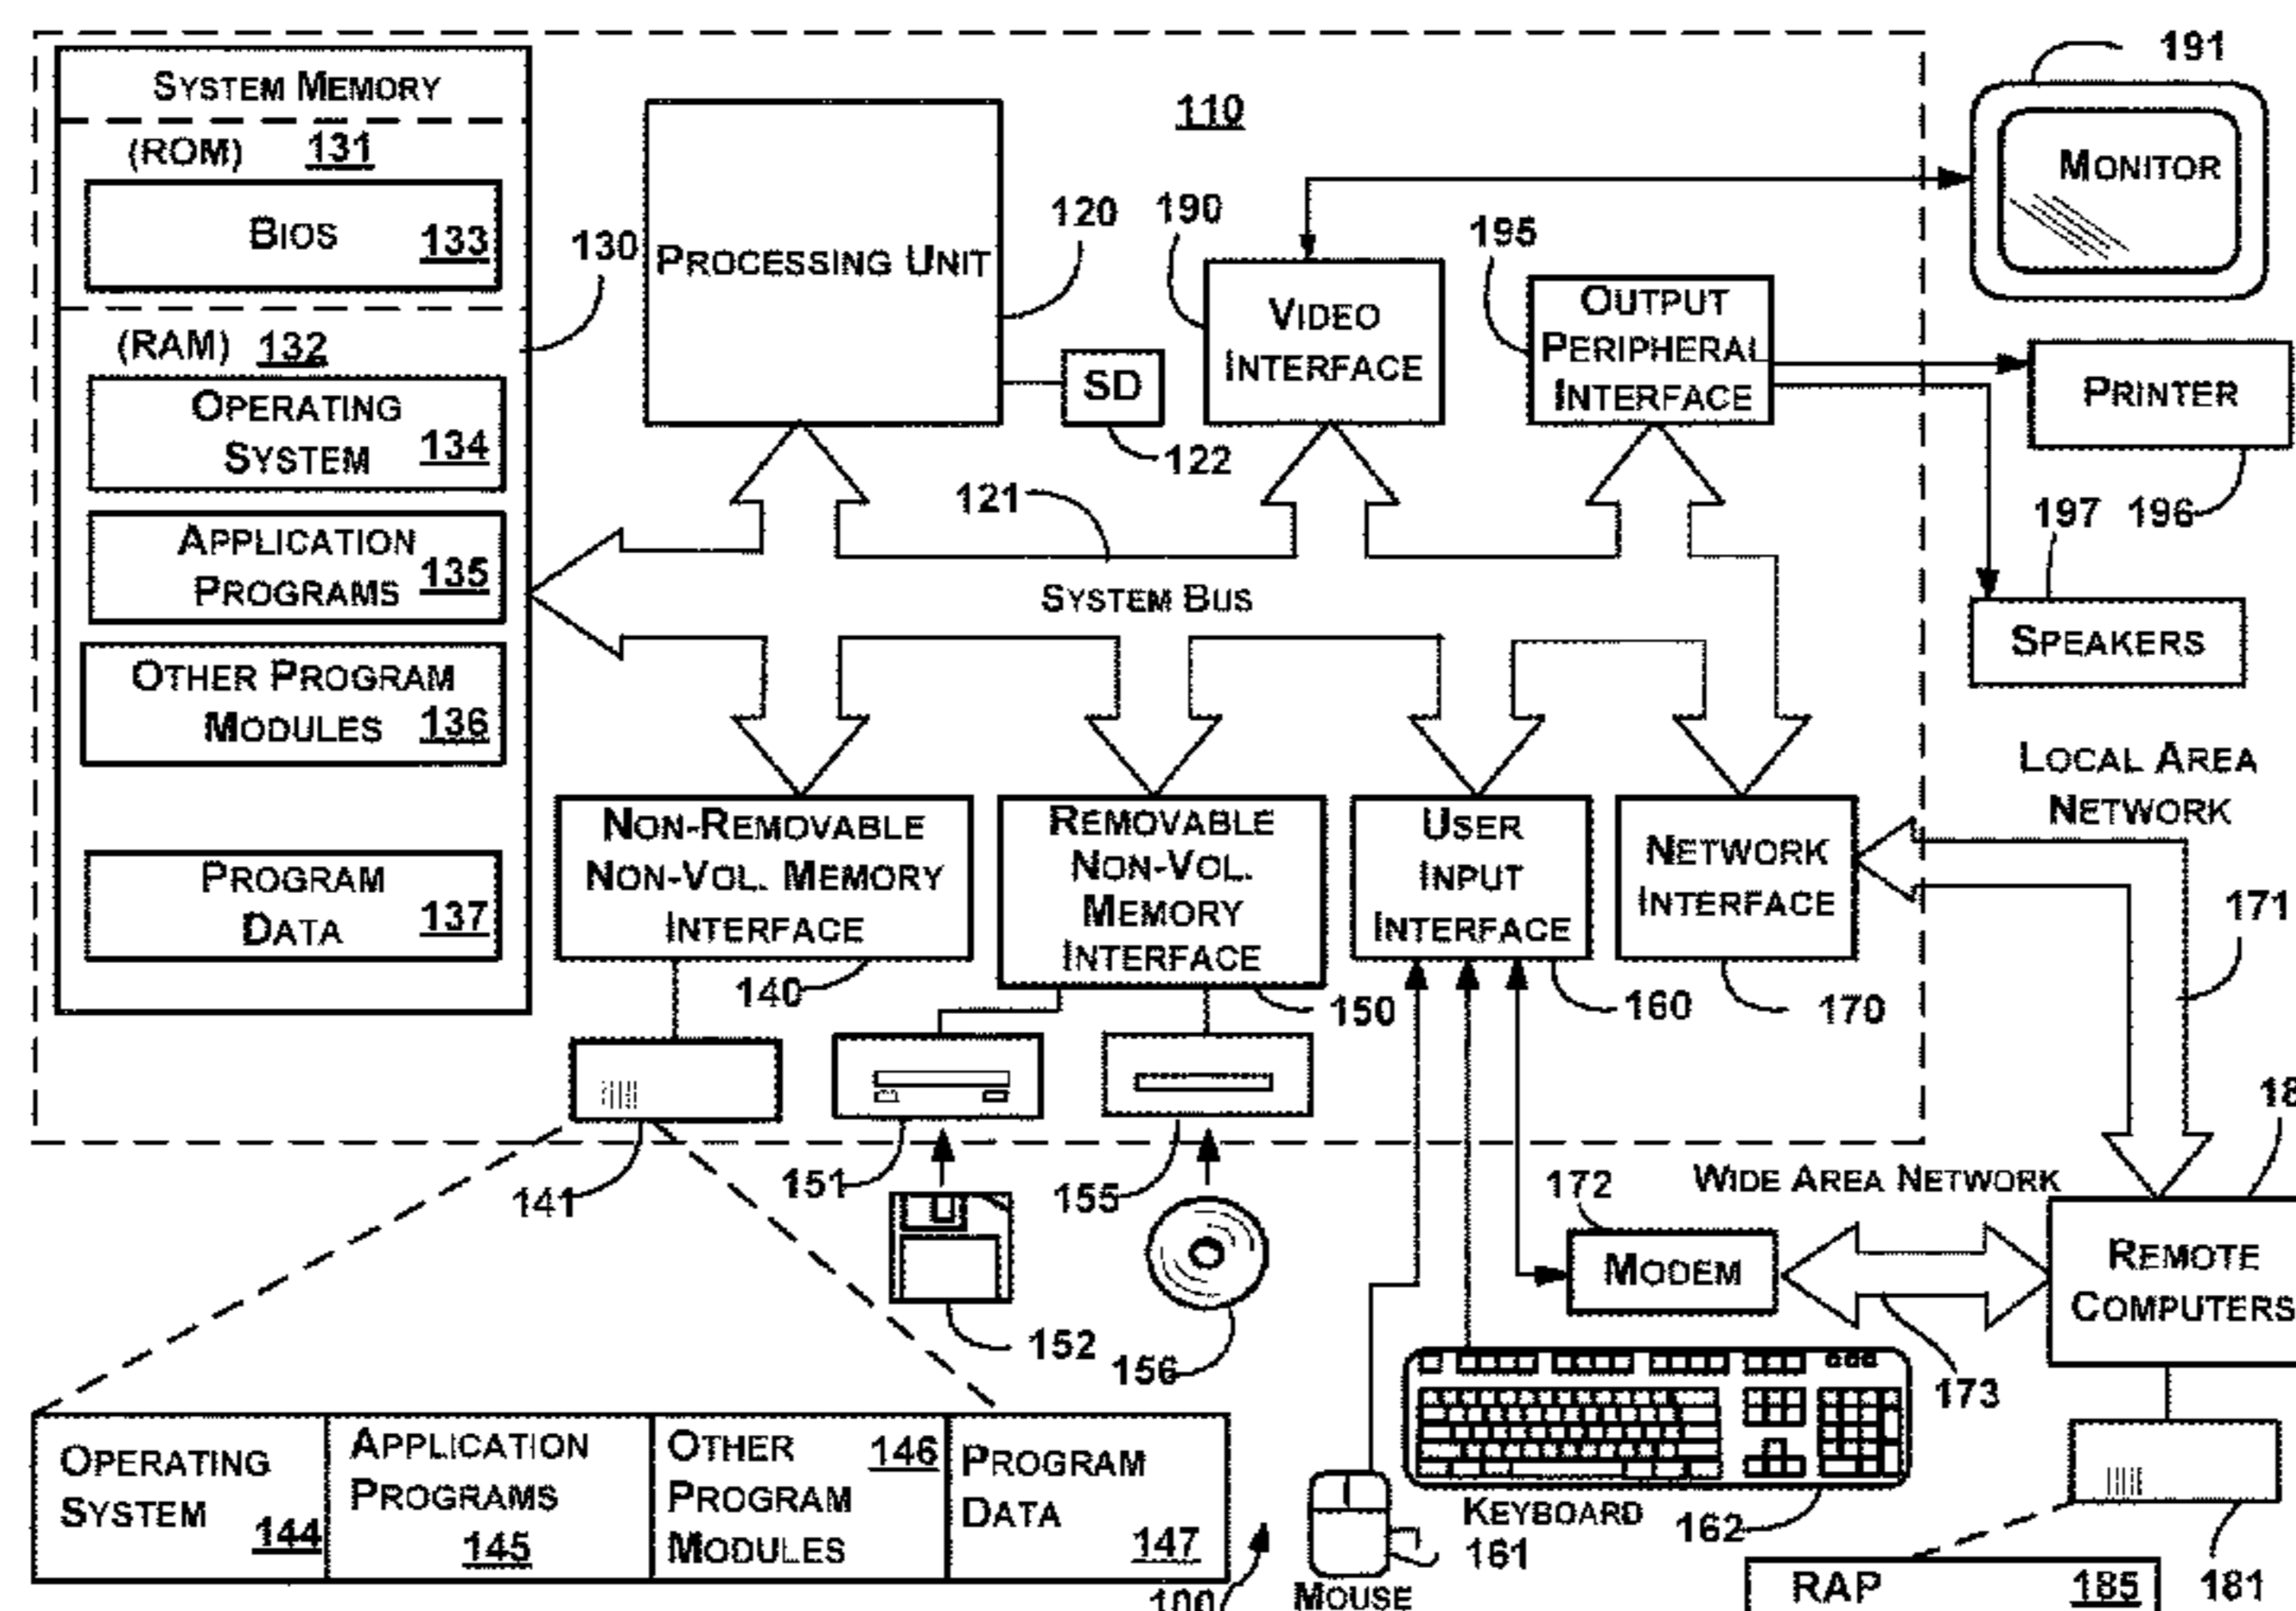 SYSTEM MEMORY
(ROM) 131
BIOS 133
130
(RAM) 132
OPERATING
SYSTEM 134
APPLICATION
PROGRAMS 135
OTHER PROGRAM
MODULES 136
PROGRAM
DATA 137
PROCESSING UNIT
120
SD
122
110
190
VIDEO
INTERFACE
195
OUTPUT
PERIPHERAL
INTERFACE
191
MONITOR
PRINTER
196
197
SPEAKERS
121
SYSTEM BUS
NON-REMOVABLE
NON-VOL. MEMORY
INTERFACE
140
REMOVABLE
NON-VOL.
MEMORY
INTERFACE
150
USER
INPUT
INTERFACE
160
NETWORK
INTERFACE
170
LOCAL AREA
NETWORK
171
141
151
155
152
156
172
WIDE AREA NETWORK
MODEM
173
REMOTE
COMPUTERS
OPERATING
SYSTEM
144
APPLICATION
PROGRAMS
145
OTHER 146
PROGRAM
MODULES
PROGRAM
DATA
147
100
MOUSE
161
KEYBOARD
162
181
RAP 185